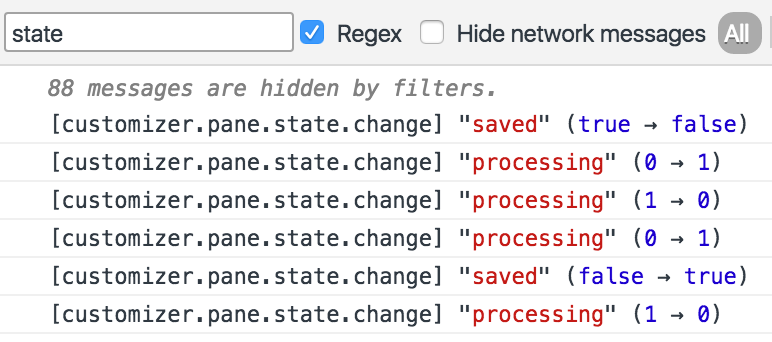 state Regex Hide network messages All
88 messages are hidden by filters.
[customizer.pane.state.change] "saved" (true → false)
[customizer.pane.state.change] "processing" (0 → 1)
[customizer.pane.state.change] "processing" (1 → 0)
[customizer.pane.state.change] "processing" (0 → 1)
[customizer.pane.state.change] "saved" (false → true)
[customizer.pane.state.change] "processing" (1 → 0)